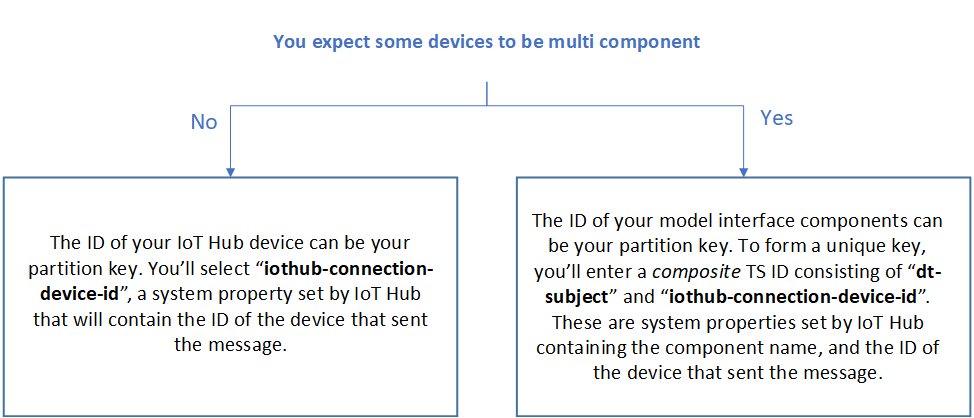 You expect some devices to be multi component
No
Yes
The ID of your IoT Hub device can be your
partition key. You’ll select “iothub-connection-
device-id”, a system property set by IoT Hub
that will contain the ID of the device that sent
the message.
The ID of your model interface components can
be your partition key. To form a unique key,
you’ll enter a composite TS ID consisting of “dt-
subject” and “iothub-connection-device-id”.
These are system properties set by IoT Hub
containing the component name, and the ID of
the device that sent the message.